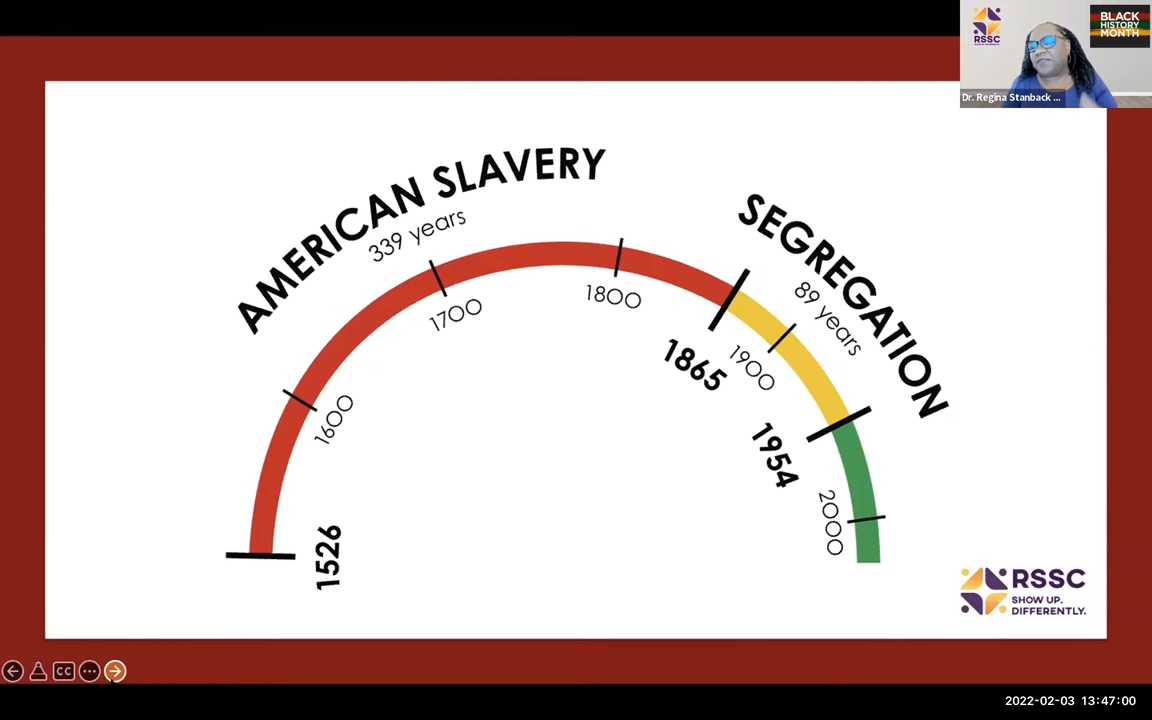 RSSC
BLACK
HISTORY
MONTH
Dr. Regina Stanback ...
AMERICAN SLAVERY
339 years
SEGREGATION
89 years
1526
1600
1700
1800
1865
1900
1954
2000
RSSC
SHOW UP.
DIFFERENTLY.
CC
2022-02-03 13:47:00